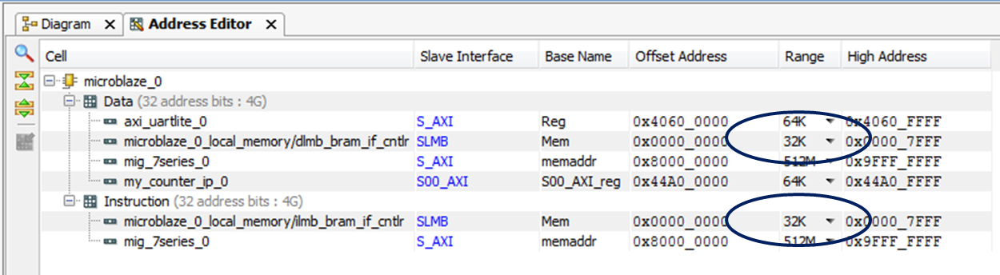 Diagram × Address Editor ×
Cell Slave Interface Base Name Offset Address Range High Address
microblaze_0
Data (32 address bits : 4G)
axi_uartlite_0 S_AXI Reg 0x4060_0000 64K 0x4060_FFFF
microblaze_0_local_memory/dlmb_bram_if_cntlr SLMB Mem 0x0000_0000 32K 0x0000_7FFF
mig_7series_0 S_AXI memaddr 0x8000_0000 512M 0x9FFF_FFFF
my_counter_ip_0 S00_AXI S00_AXI_reg 0x44A0_0000 64K 0x44A0_FFFF
Instruction (32 address bits : 4G)
microblaze_0_local_memory/ilmb_bram_if_cntlr SLMB Mem 0x0000_0000 32K 0x0000_7FFF
mig_7series_0 S_AXI memaddr 0x8000_0000 512M 0x9FFF_FFFF